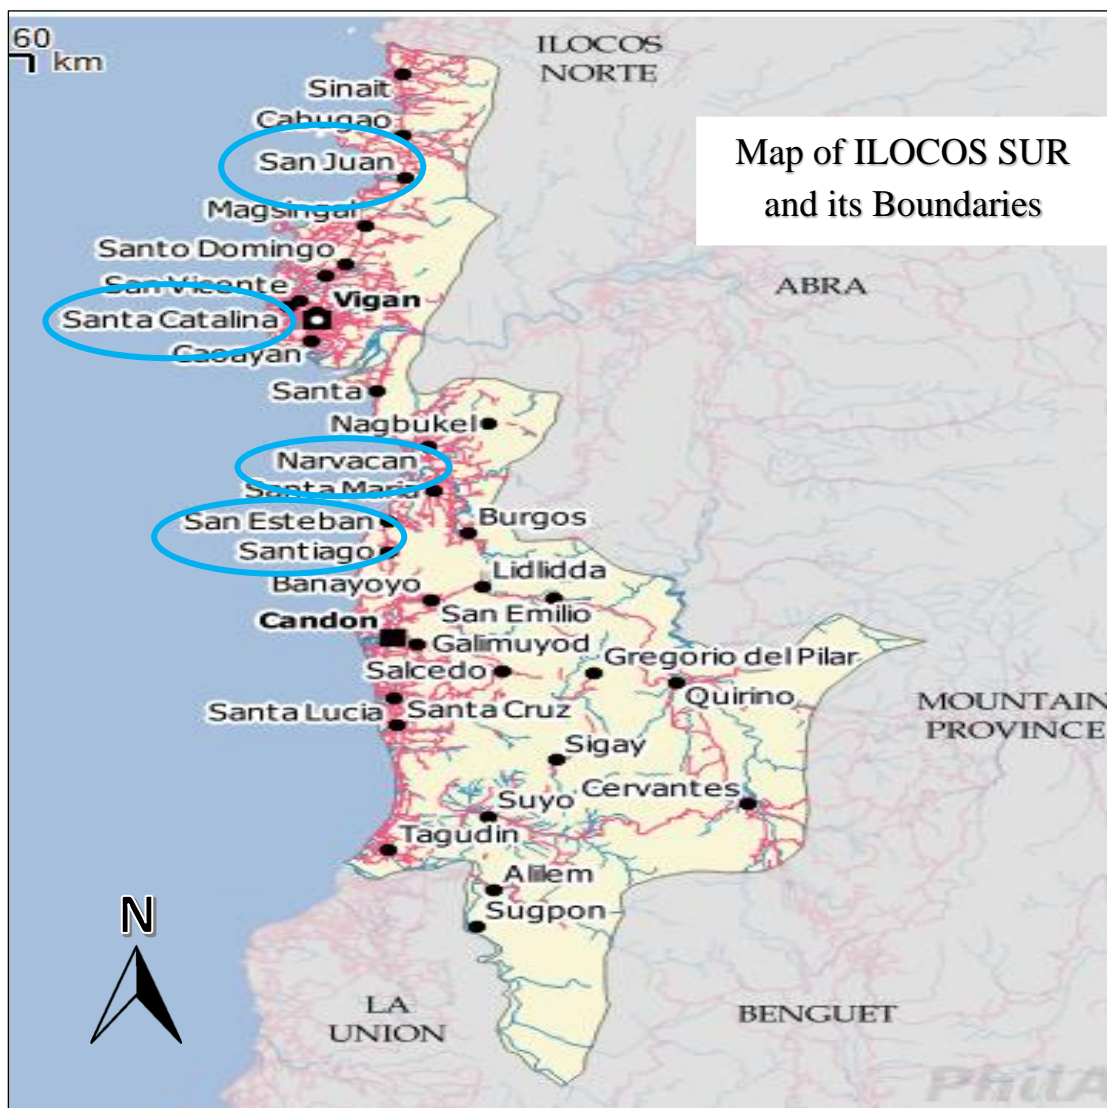 60
km
ILOCOS
NORTE
Sinait
Cabugao
Map of ILOCOS SUR
and its Boundaries
San Juan
Magsingal
Santo Domingo
San Vicente
ABRA
Vigan
Santa Catalina
Caoayan
Santa
Nagbukel
Narvacan
Santa Maria
San Esteban
Burgos
Santiago
Lidlidda
Banayoyo
San Emilio
Candon
Galimuyod
Gregorio del Pilar
Salcedo
Quirino
MOUNTAIN
PROVINCE
Santa Lucia
Santa Cruz
Sigay
Cervantes
Suyo
Tagudin
Alilem
Sugpon
N
LA
UNION
BENGUET
PhilA